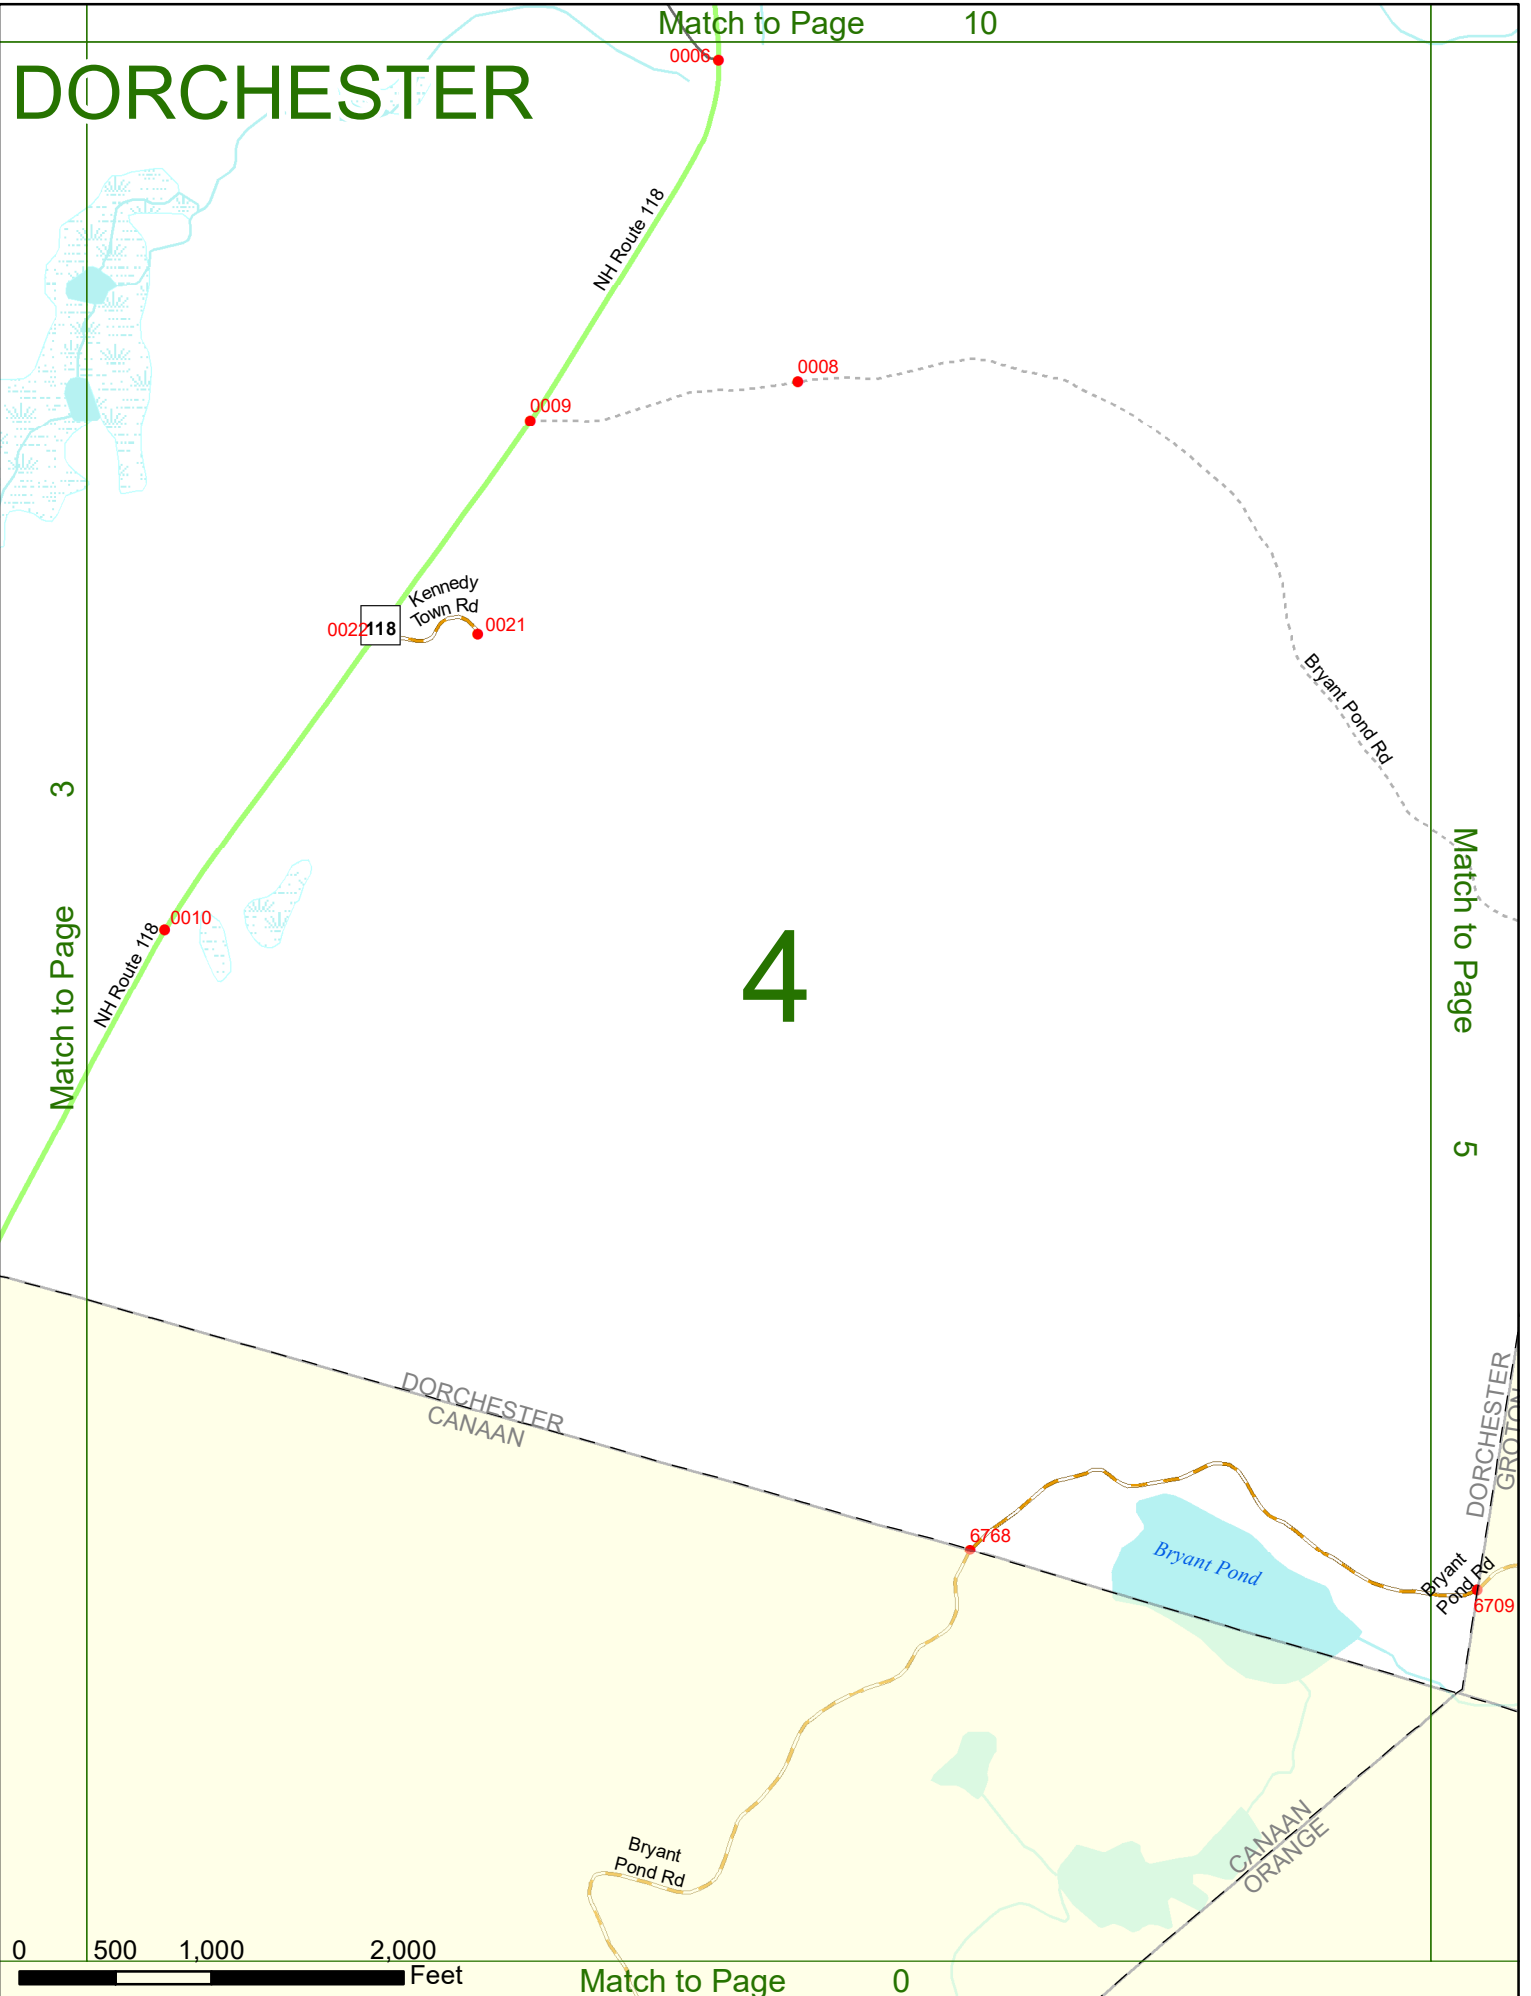 Match to Page 10
0006
DORCHESTER
NH Route 118
0008
0009
Kennedy
Town Rd
0022
118
0021
Bryant Pond Rd
3
Match to Page
Match to Page
5
0010
NH Route 118
4
DORCHESTER
CANAAN
DORCHESTER
GROTON
6768
Bryant Pond
Bryant
Pond Rd
6709
CANAAN
ORANGE
Bryant
Pond Rd
0 500 1,000 2,000
Feet
Match to Page 0